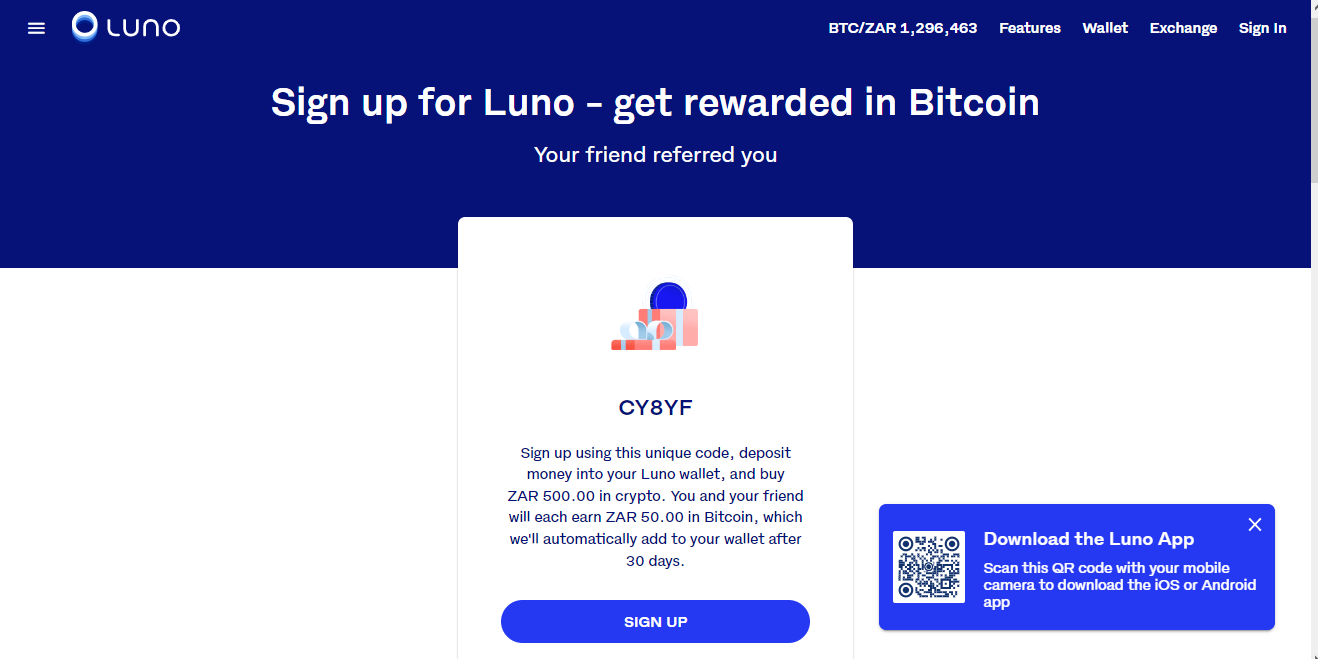 LUNO
BTC/ZAR 1,296,463 Features Wallet Exchange Sign In
Sign up for Luno - get rewarded in Bitcoin
Your friend referred you
CY8YF
Sign up using this unique code, deposit
money into your Luno wallet, and buy
ZAR 500.00 in crypto. You and your friend
will each earn ZAR 50.00 in Bitcoin, which
we'll automatically add to your wallet after
30 days.
SIGN UP
Download the Luno App
Scan this QR code with your mobile
camera to download the iOS or Android
app